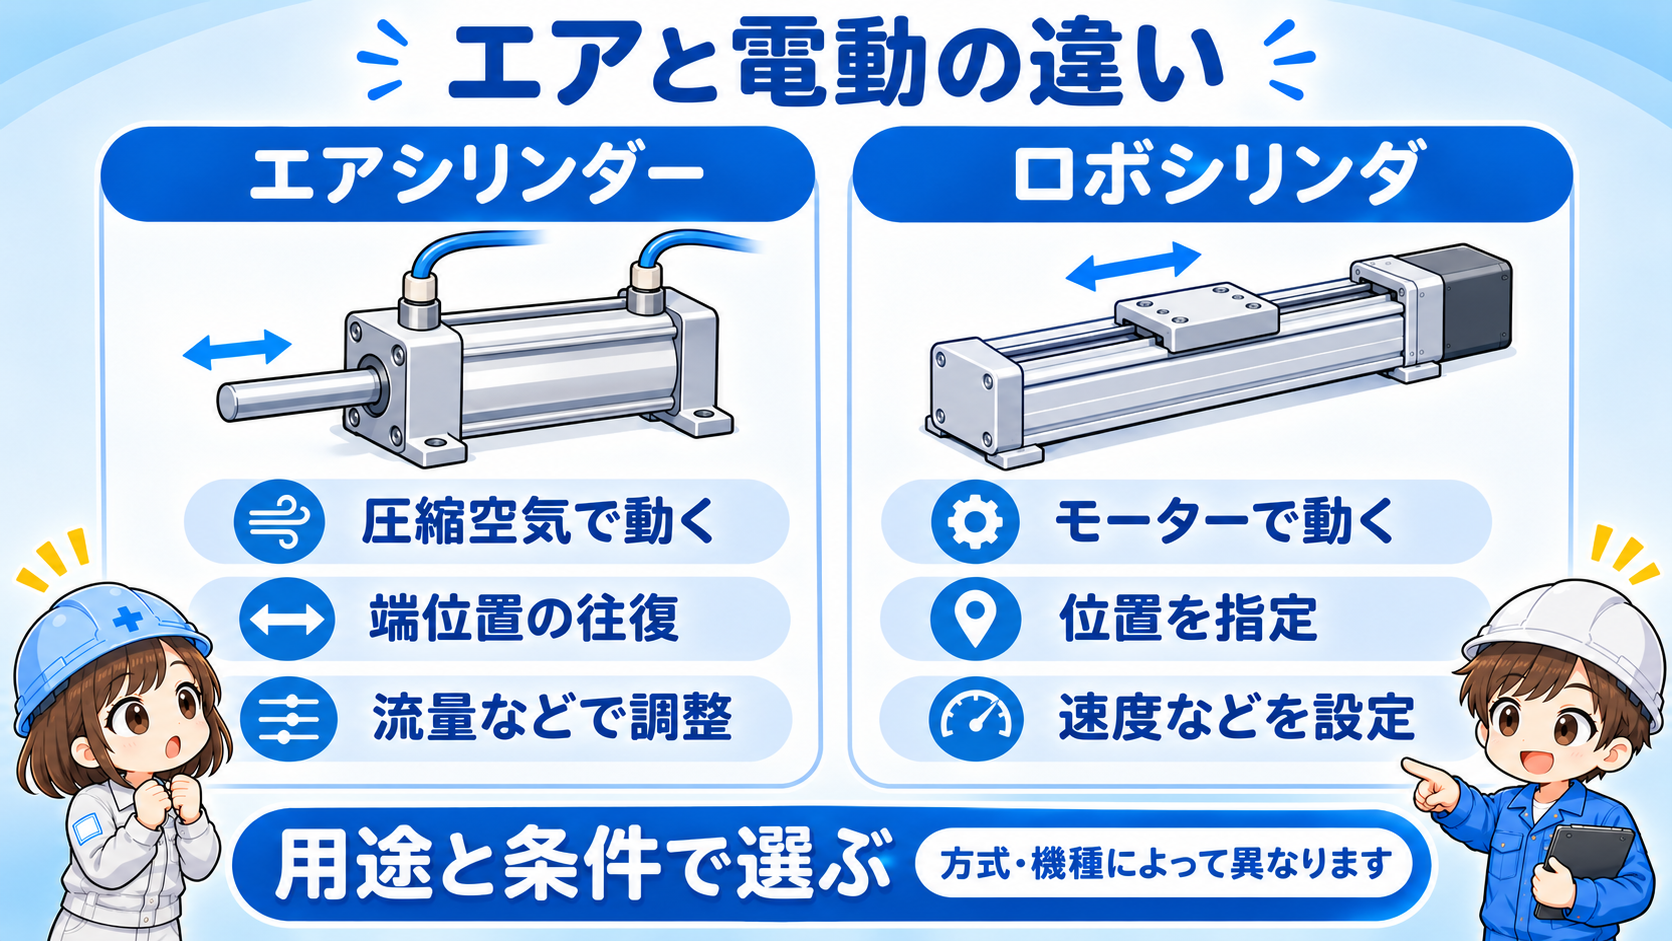 エアと電動の違い
エアシリンダー
圧縮空気で動く
端位置の往復
流量などで調整
ロボシリンダ
モーターで動く
位置を指定
速度などを設定
用途と条件で選ぶ
方式・機種によって異なります